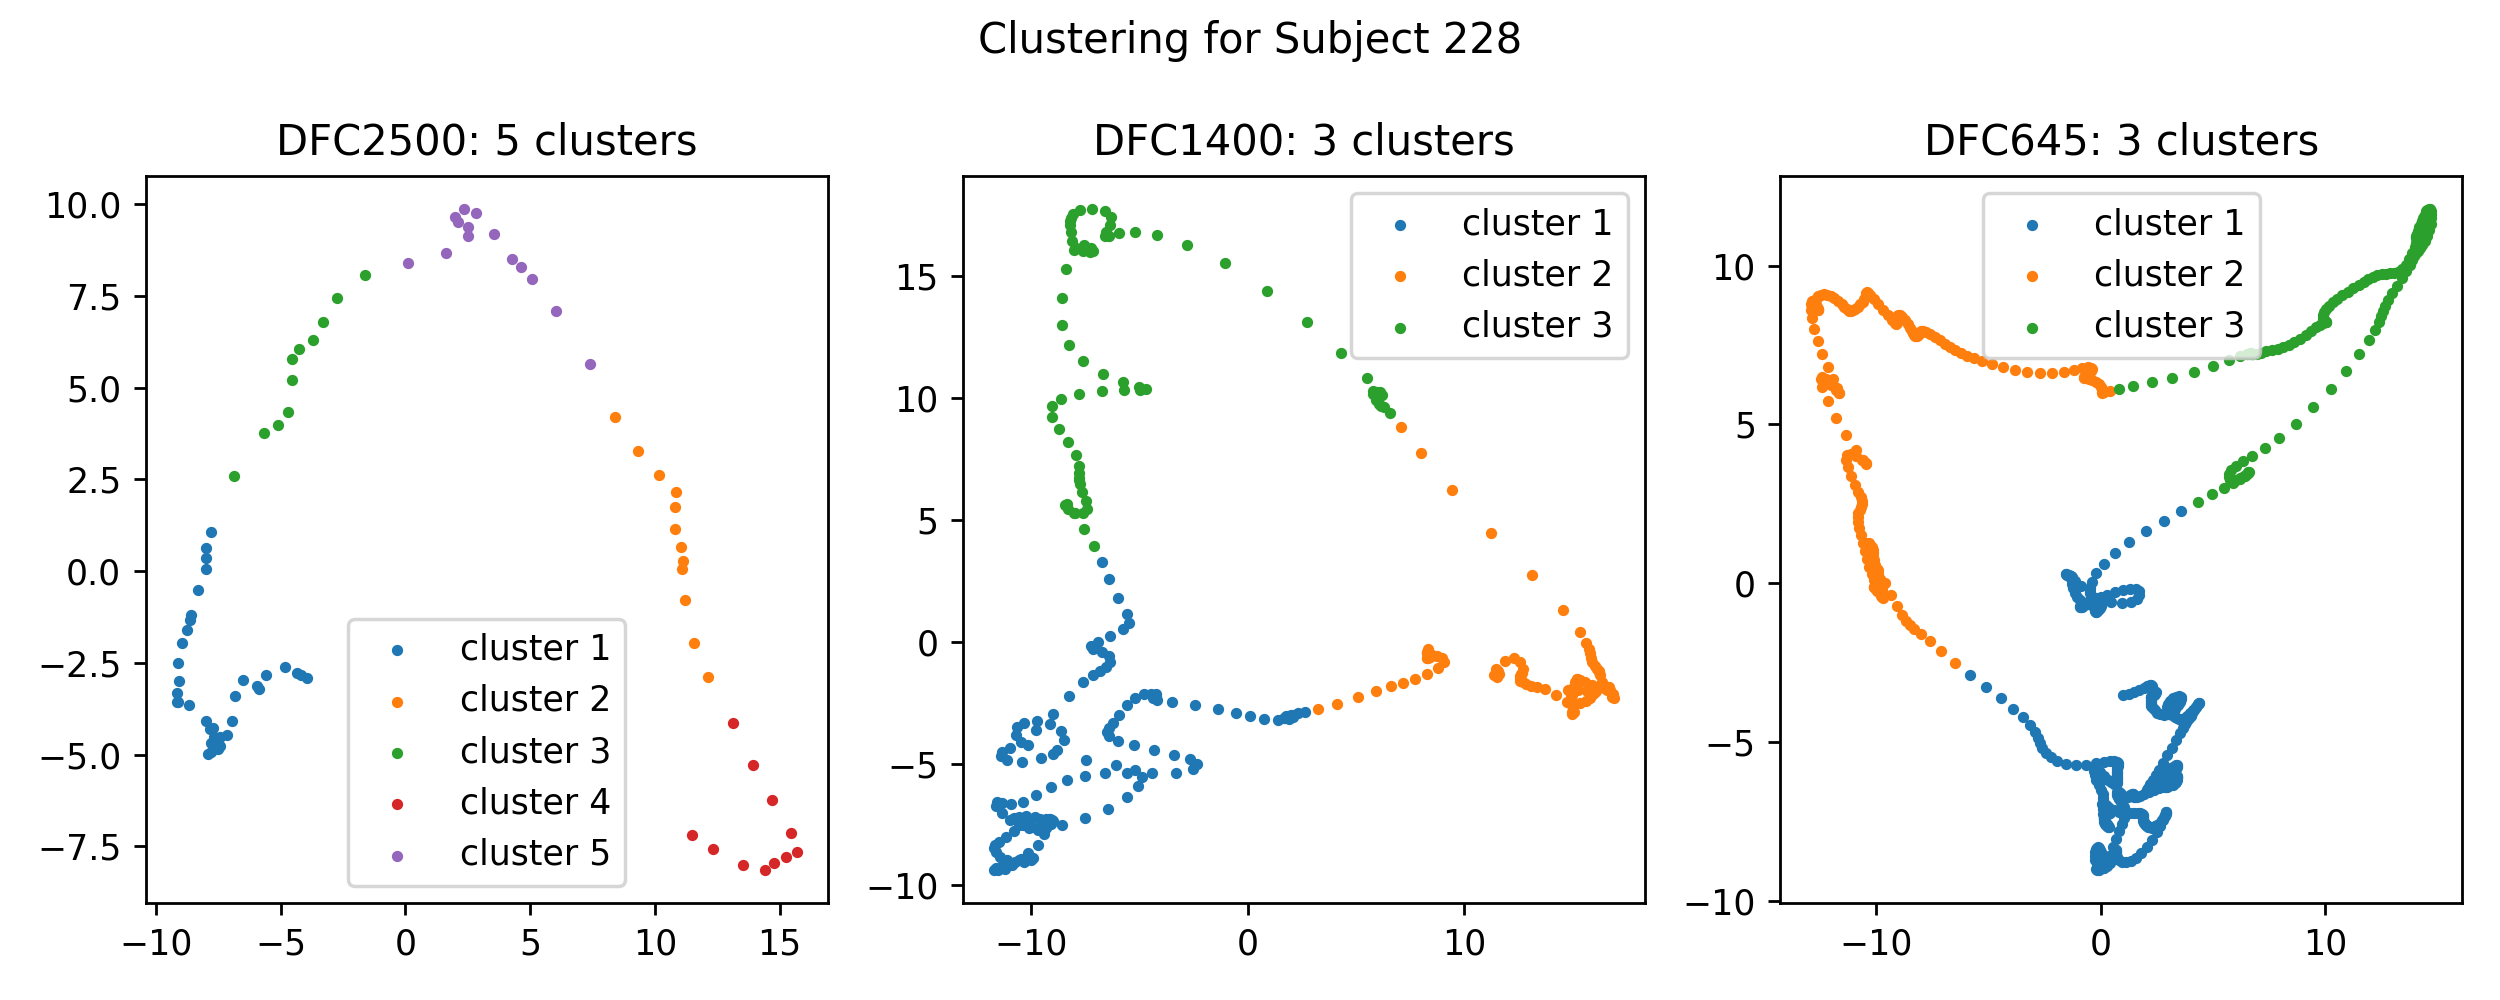 Clustering for Subject 228
DFC2500: 5 clusters
10.0
7.5
5.0
2.5
0.0
−2.5
−5.0
−7.5
−10
−5
0
5
10
15
cluster 1
cluster 2
cluster 3
cluster 4
cluster 5
DFC1400: 3 clusters
15
10
5
0
−5
−10
−10
0
10
cluster 1
cluster 2
cluster 3
DFC645: 3 clusters
10
5
0
−5
−10
−10
0
10
cluster 1
cluster 2
cluster 3